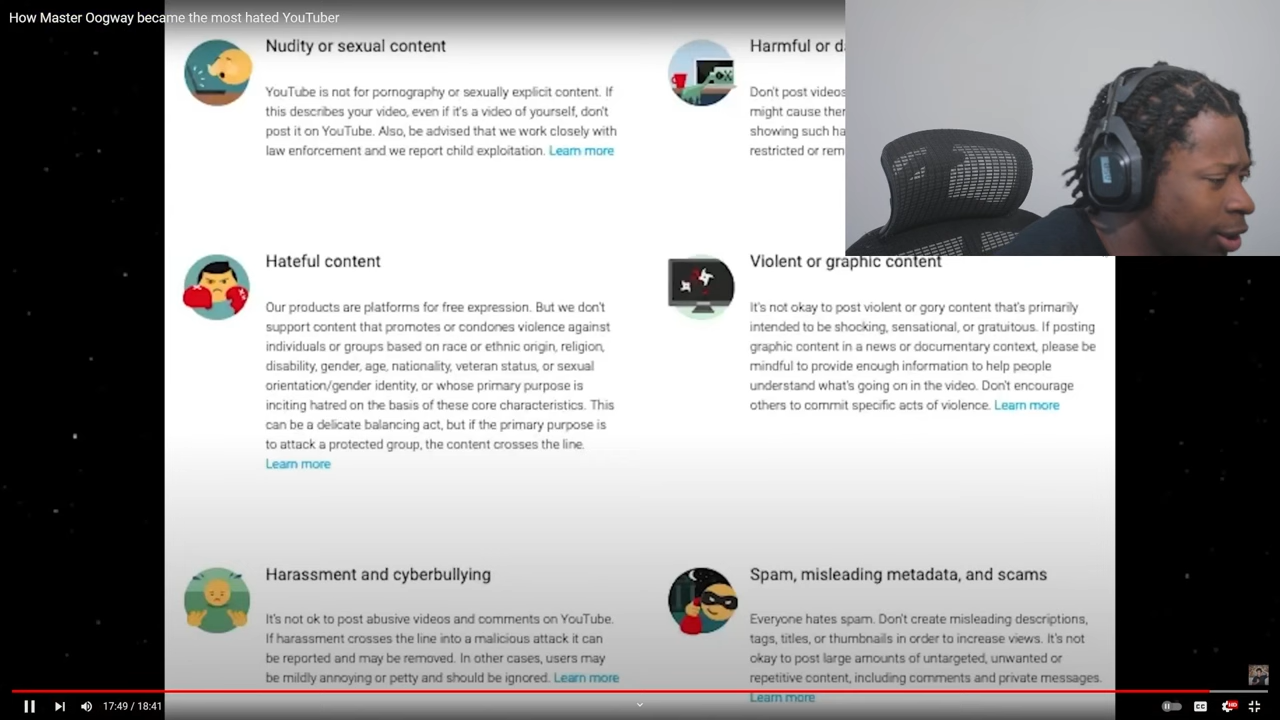 How Master Oogway became the most hated YouTuber
Nudity or sexual content
YouTube is not for pornography or sexually explicit content. If
this describes your video, even if it's a video of yourself, don't
post it on YouTube. Also, be advised that we work closely with
law enforcement and we report child exploitation. Learn more
Harmful or d
Don't post videos
might cause
showing such
restricted or
Hateful content
Our products are platforms for free expression. But we don't
support content that promotes or condones violence against
individuals or groups based on race or ethnic origin, religion,
disability, gender, age, nationality, veteran status, or sexual
orientation/gender identity, or whose primary purpose is
inciting hatred on the basis of these core characteristics. This
can be a delicate balancing act, but if the primary purpose is
to attack a protected group, the content crosses the line.
Learn more
Violent or graphic content
It's not okay to post violent or gory content that's primarily
intended to be shocking, sensational, or gratuitous. If posting
graphic content in a news or documentary context, please be
mindful to provide enough information to help people
understand what's going on in the video. Don't encourage
others to commit specific acts of violence. Learn more
Harassment and cyberbullying
It's not ok to post abusive videos and comments on YouTube.
If harassment crosses the line into a malicious attack it can
be reported and may be removed. In other cases, users may
be mildly annoying or petty and should be ignored. Learn more
Spam, misleading metadata, and scams
Everyone hates spam. Don't create misleading descriptions,
tags, titles, or thumbnails in order to increase views. It's not
okay to post large amounts of untargeted, unwanted or
repetitive content, including comments and private messages.
Learn more
17:49 / 18:41
CC
HD